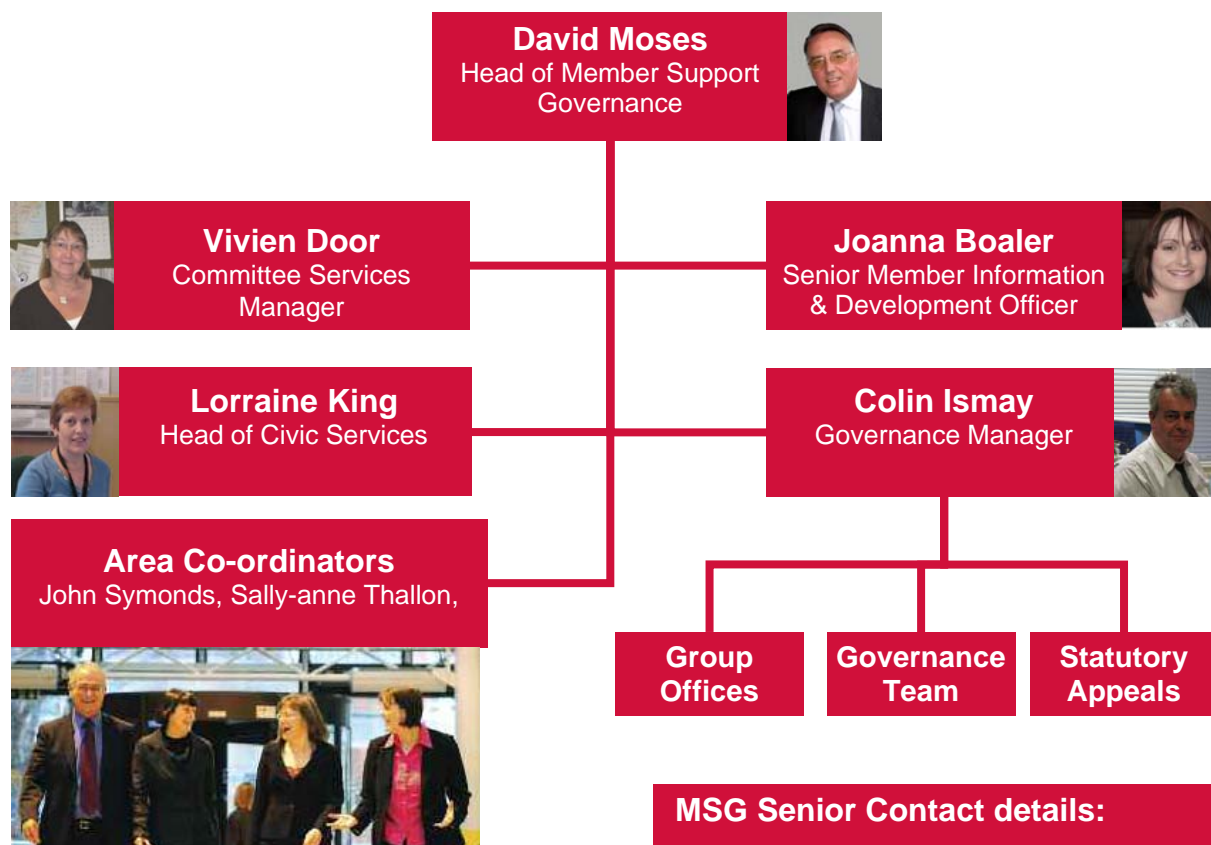 David Moses
Head of Member Support
Governance
Vivien Door
Committee Services
Manager
Joanna Boaler
Senior Member Information
& Development Officer
Lorraine King
Head of Civic Services
Colin Ismay
Governance Manager
Area Co-ordinators
John Symonds, Sally-anne Thallon,
Group
Offices
Governance
Team
Statutory
Appeals
MSG Senior Contact details: